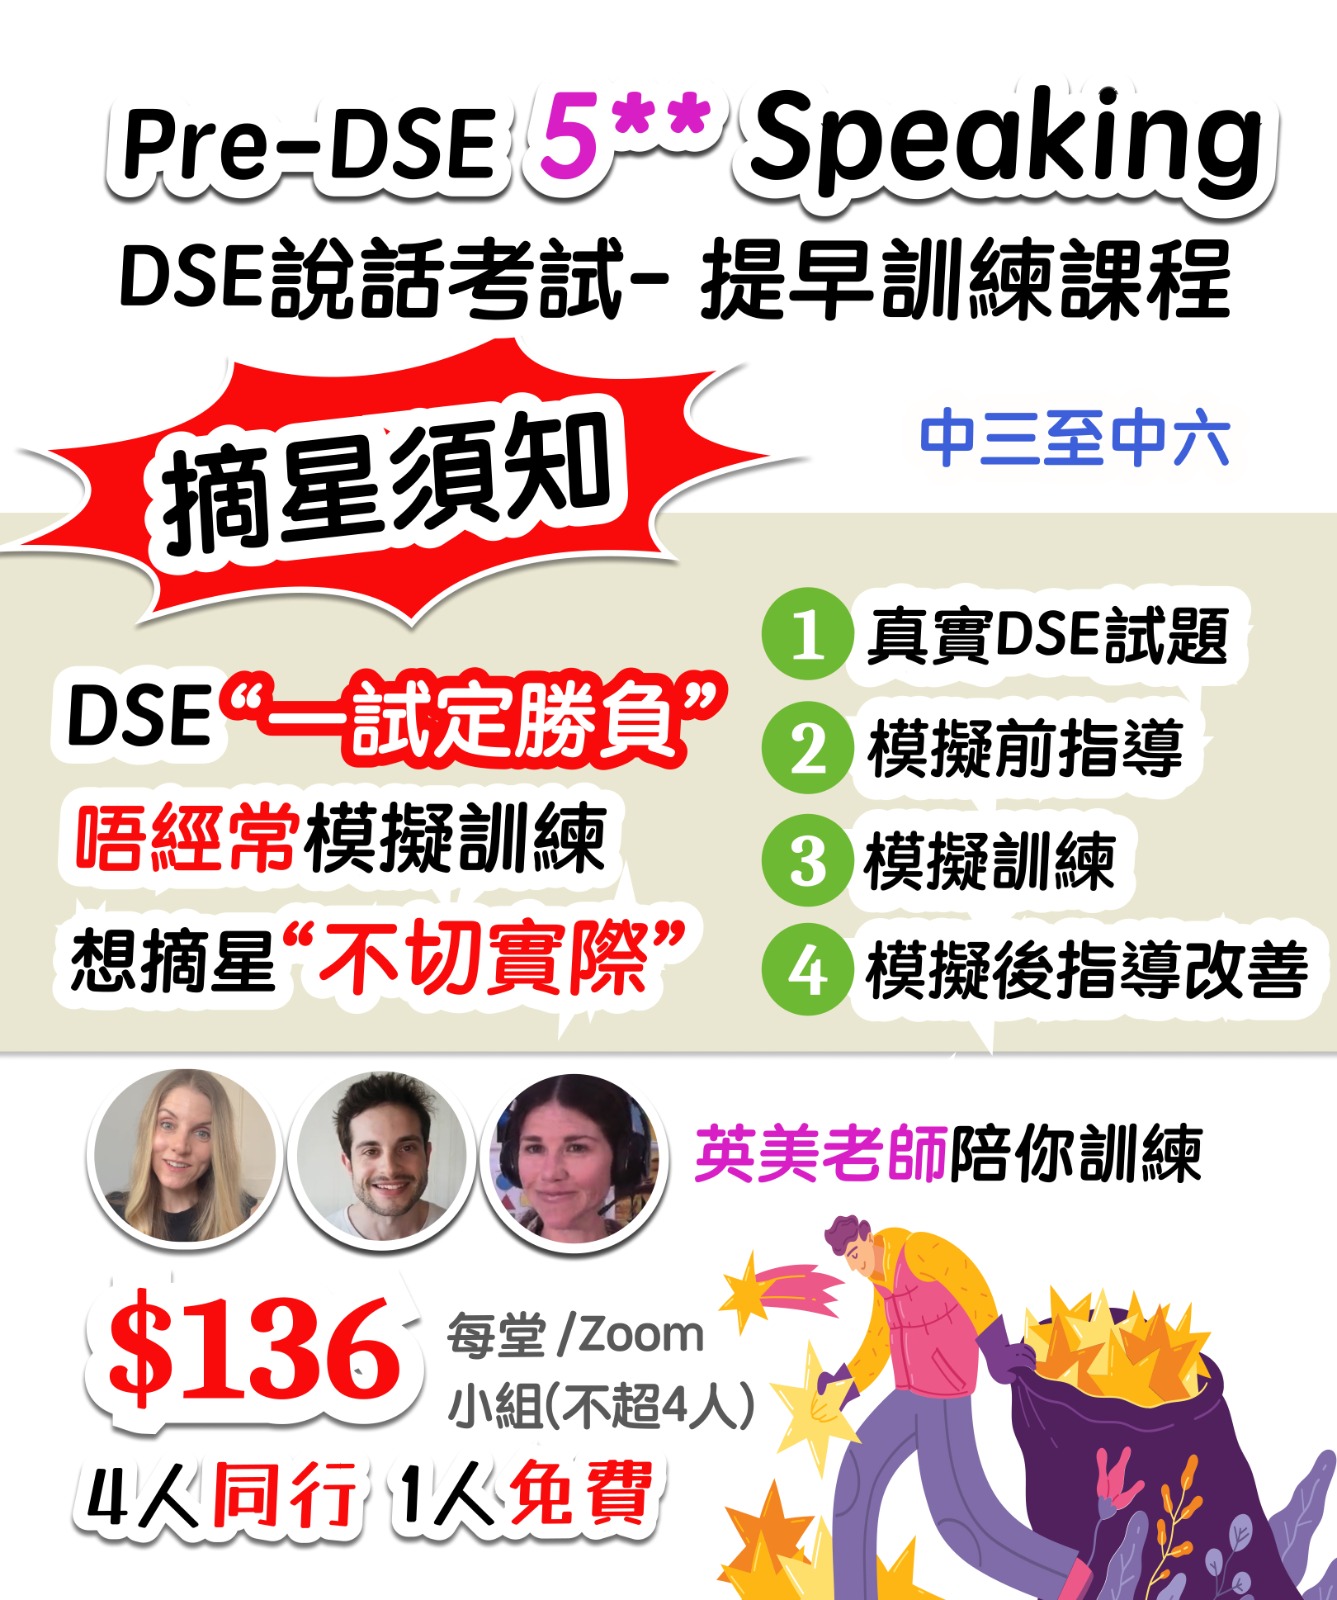 Pre-DSE 5** Speaking
DSE說話考試- 提早訓練課程
摘星須知
中三至中六
DSE“一試定勝負”
唔經常模擬訓練
想摘星“不切實際”
1 真實DSE試題
2 模擬前指導
3 模擬訓練
4 模擬後指導改善
英美老師陪你訓練
$136
每堂 /Zoom
小組(不超4人)
4人同行 1人免費